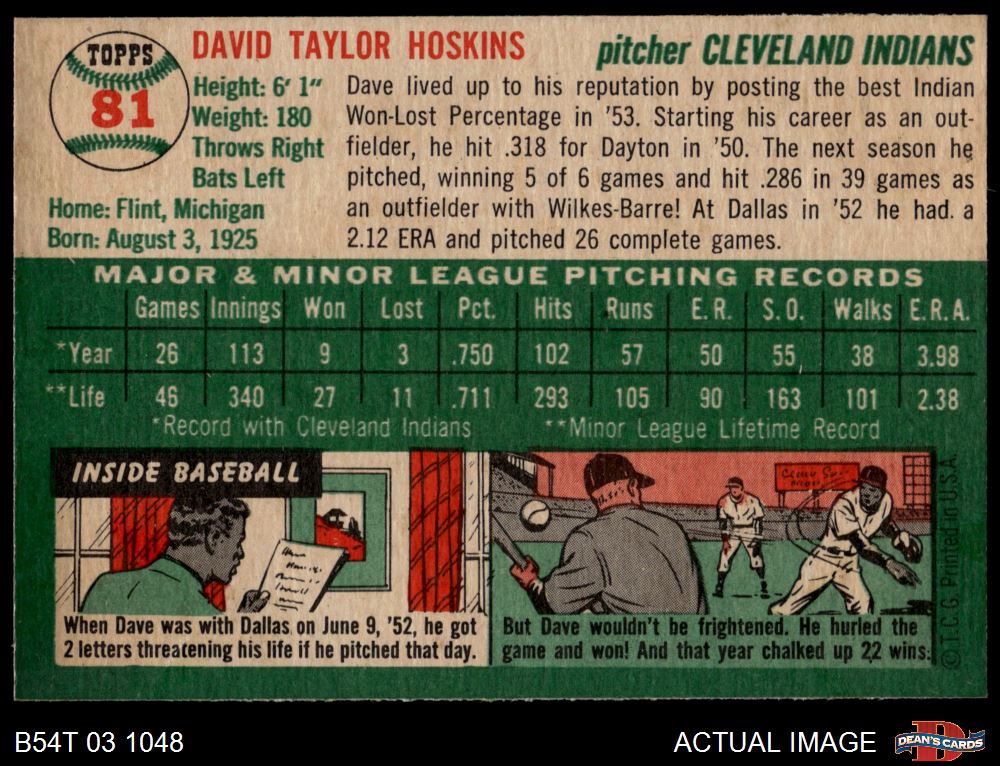 TOPPS
81
DAVID TAYLOR HOSKINS
pitcher CLEVELAND INDIANS
Height: 6' 1"
Weight: 180
Throws Right
Bats Left
Home: Flint, Michigan
Born: August 3, 1925
Dave lived up to his reputation by posting the best Indian
Won-Lost Percentage in '53. Starting his career as an out-
fielder, he hit .318 for Dayton in '50. The next season he
pitched, winning 5 of 6 games and hit .286 in 39 games as
an outfielder with Wilkes-Barre! At Dallas in '52 he had. a
2.12 ERA and pitched 26 complete games.
MAJOR & MINOR LEAGUE PITCHING RECORDS
Games Innings Won Lost Pct. Hits Runs E.R. S.O. Walks E.R.A.
*Year 26 113 9 3 .750 102 57 50 55 38 3.98
**Life 46 340 27 11 .711 293 105 90 163 101 2.38
*Record with Cleveland Indians **Minor League Lifetime Record
INSIDE BASEBALL
When Dave was with Dallas on June 9, '52, he got
2 letters threatening his life if he pitched that day.
But Dave wouldn't be frightened. He hurled the
game and won! And that year chalked up 22 wins.
© T.C.G. Printed in U.S.A.
B54T 03 1048
ACTUAL IMAGE
DEAN'S CARDS